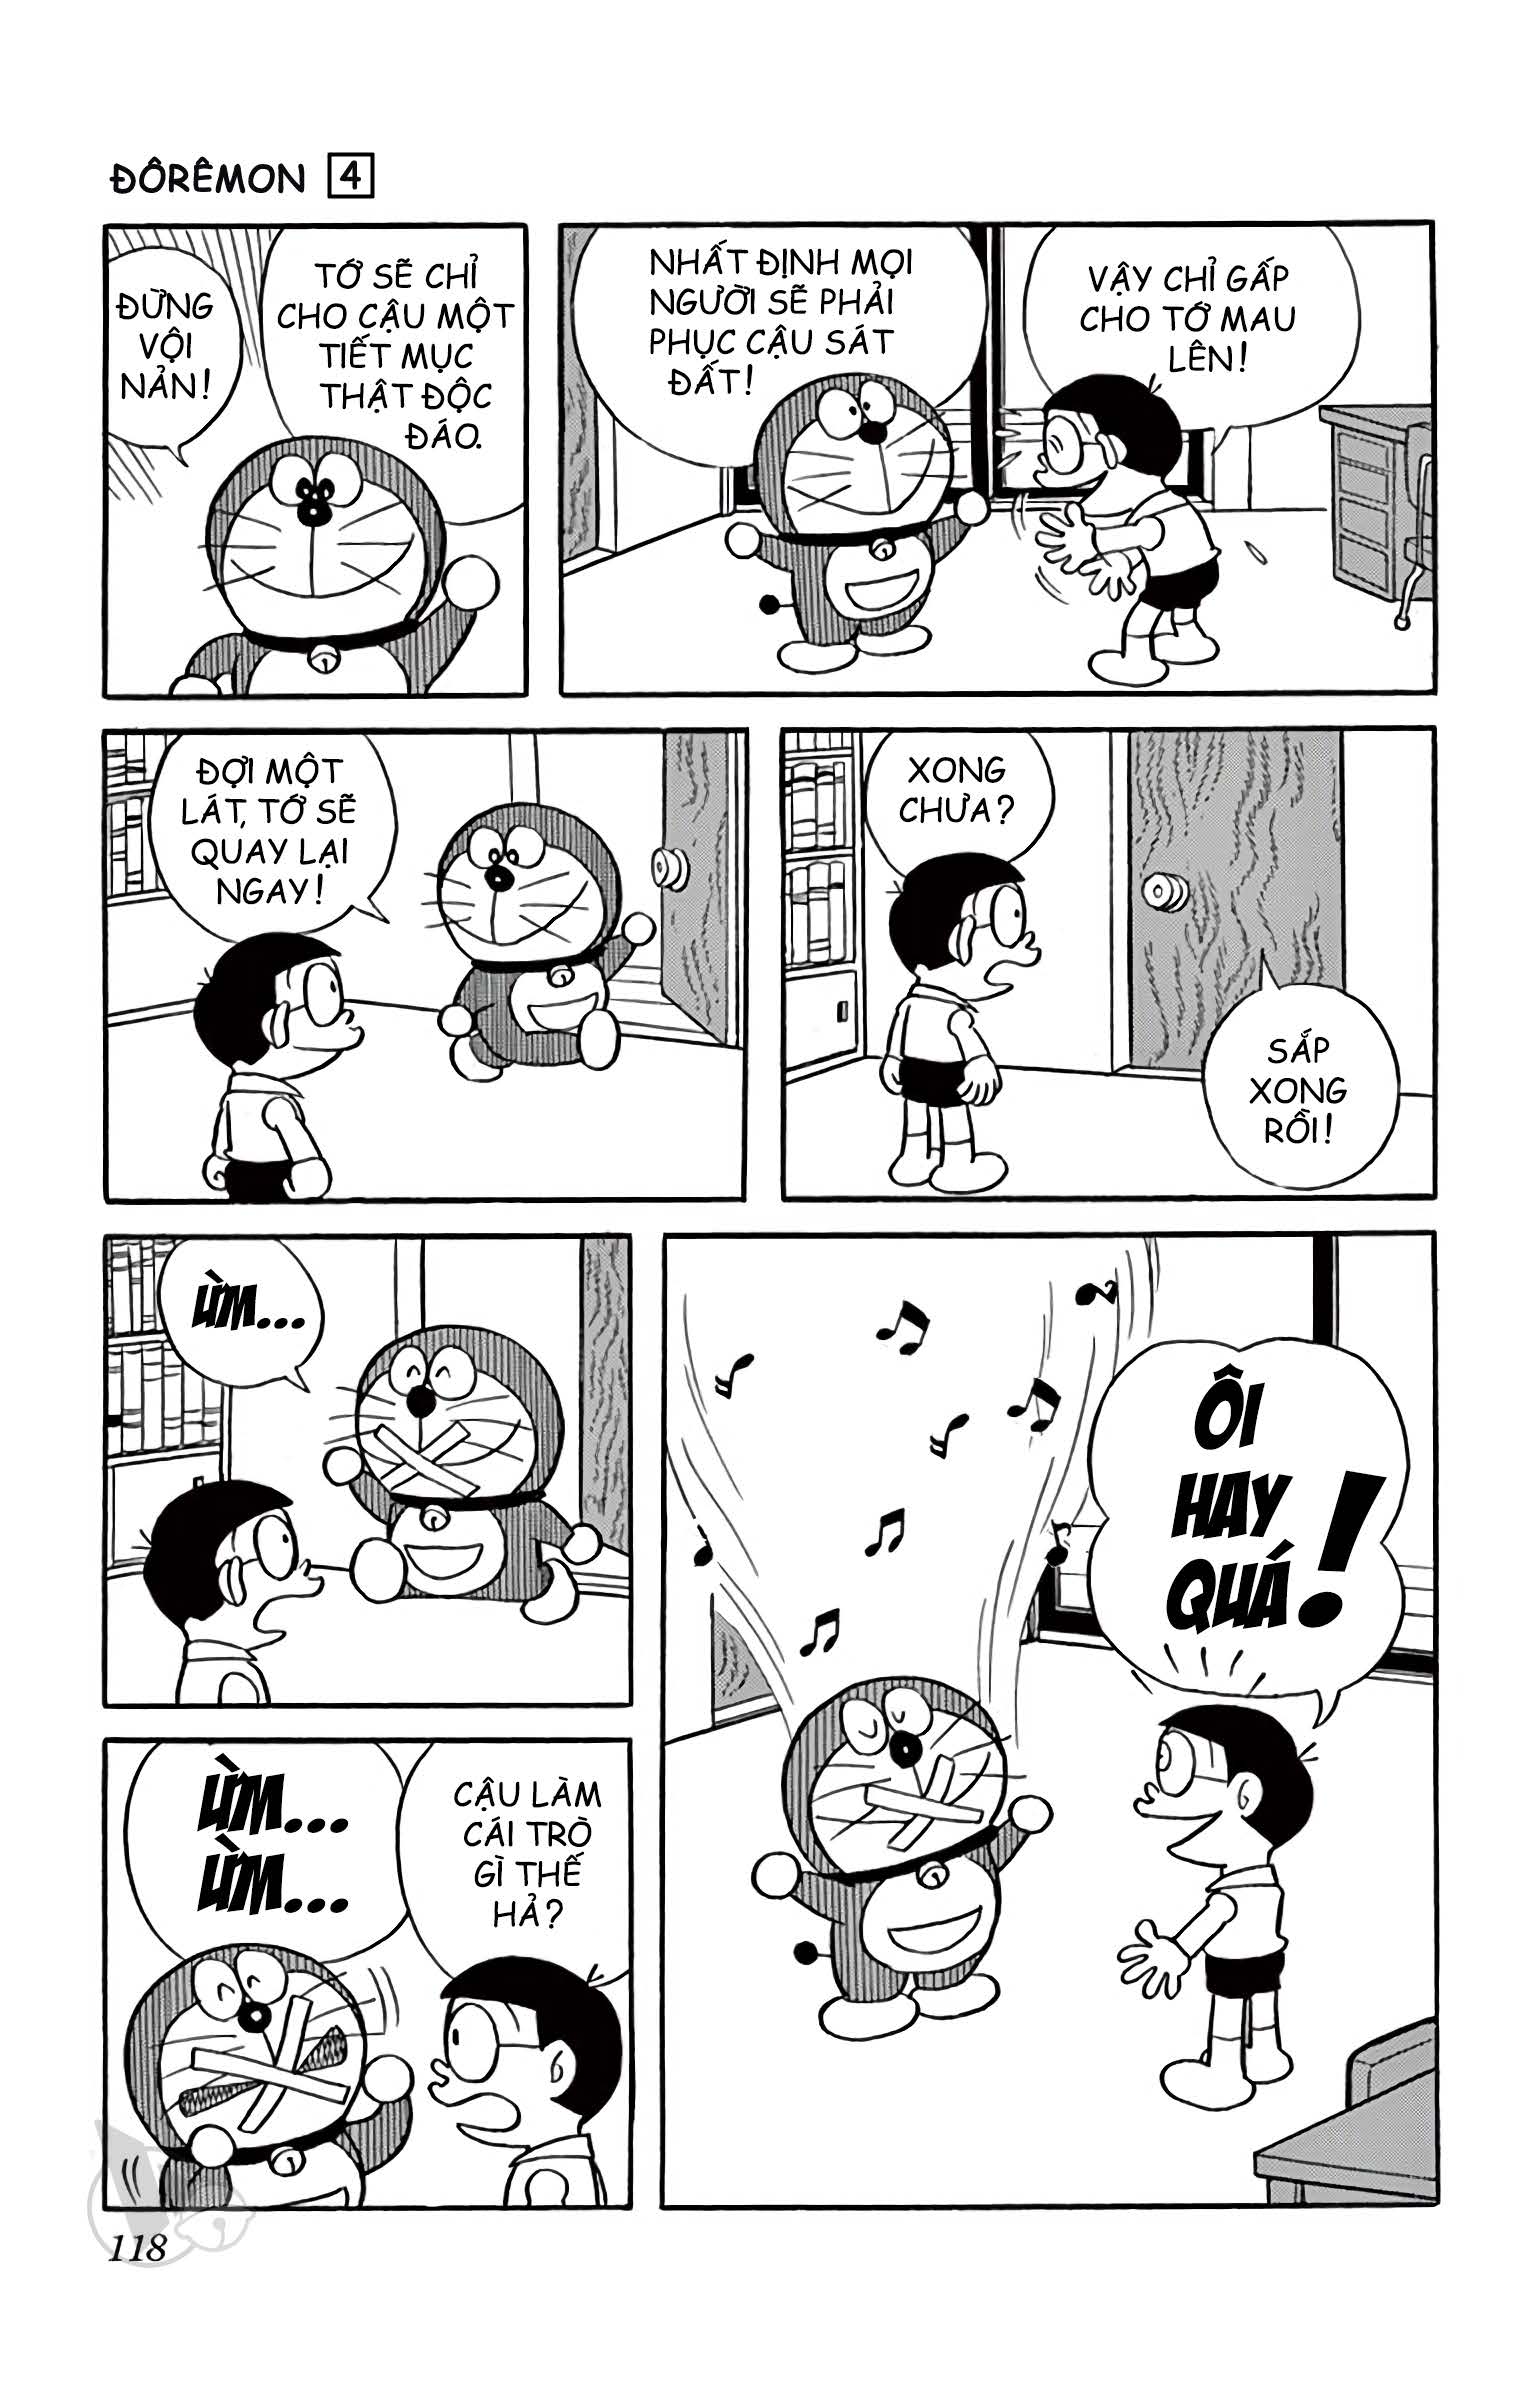 ĐÔRÊMON 4
ĐỪNG
VỘI
NẢN!
TỚ SẼ CHỈ
CHO CẬU MỘT
TIẾT MỤC
THẬT ĐỘC
ĐÁO.
NHẤT ĐỊNH MỌI
NGƯỜI SẼ PHẢI
PHỤC CẬU SÁT
ĐẤT!
VẬY CHỈ GẤP
CHO TỚ MAU
LÊN!
ĐỢI MỘT
LÁT, TỚ SẼ
QUAY LẠI
NGAY!
XONG
CHƯA?
SẮP
XONG
RỒI!
ỪM...
ỪM...
ỪM...
CẬU LÀM
CÁI TRÒ
GÌ THẾ
HẢ?
ÔI
HAY
QUÁ!
118